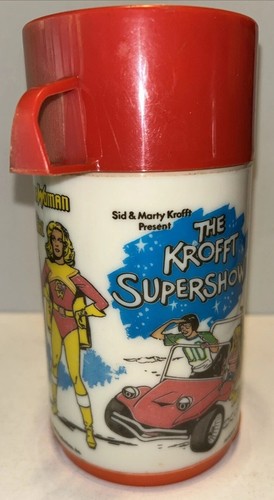 Sid & Marty Krofft
Present
THE
KROFFT
SUPERSHOW